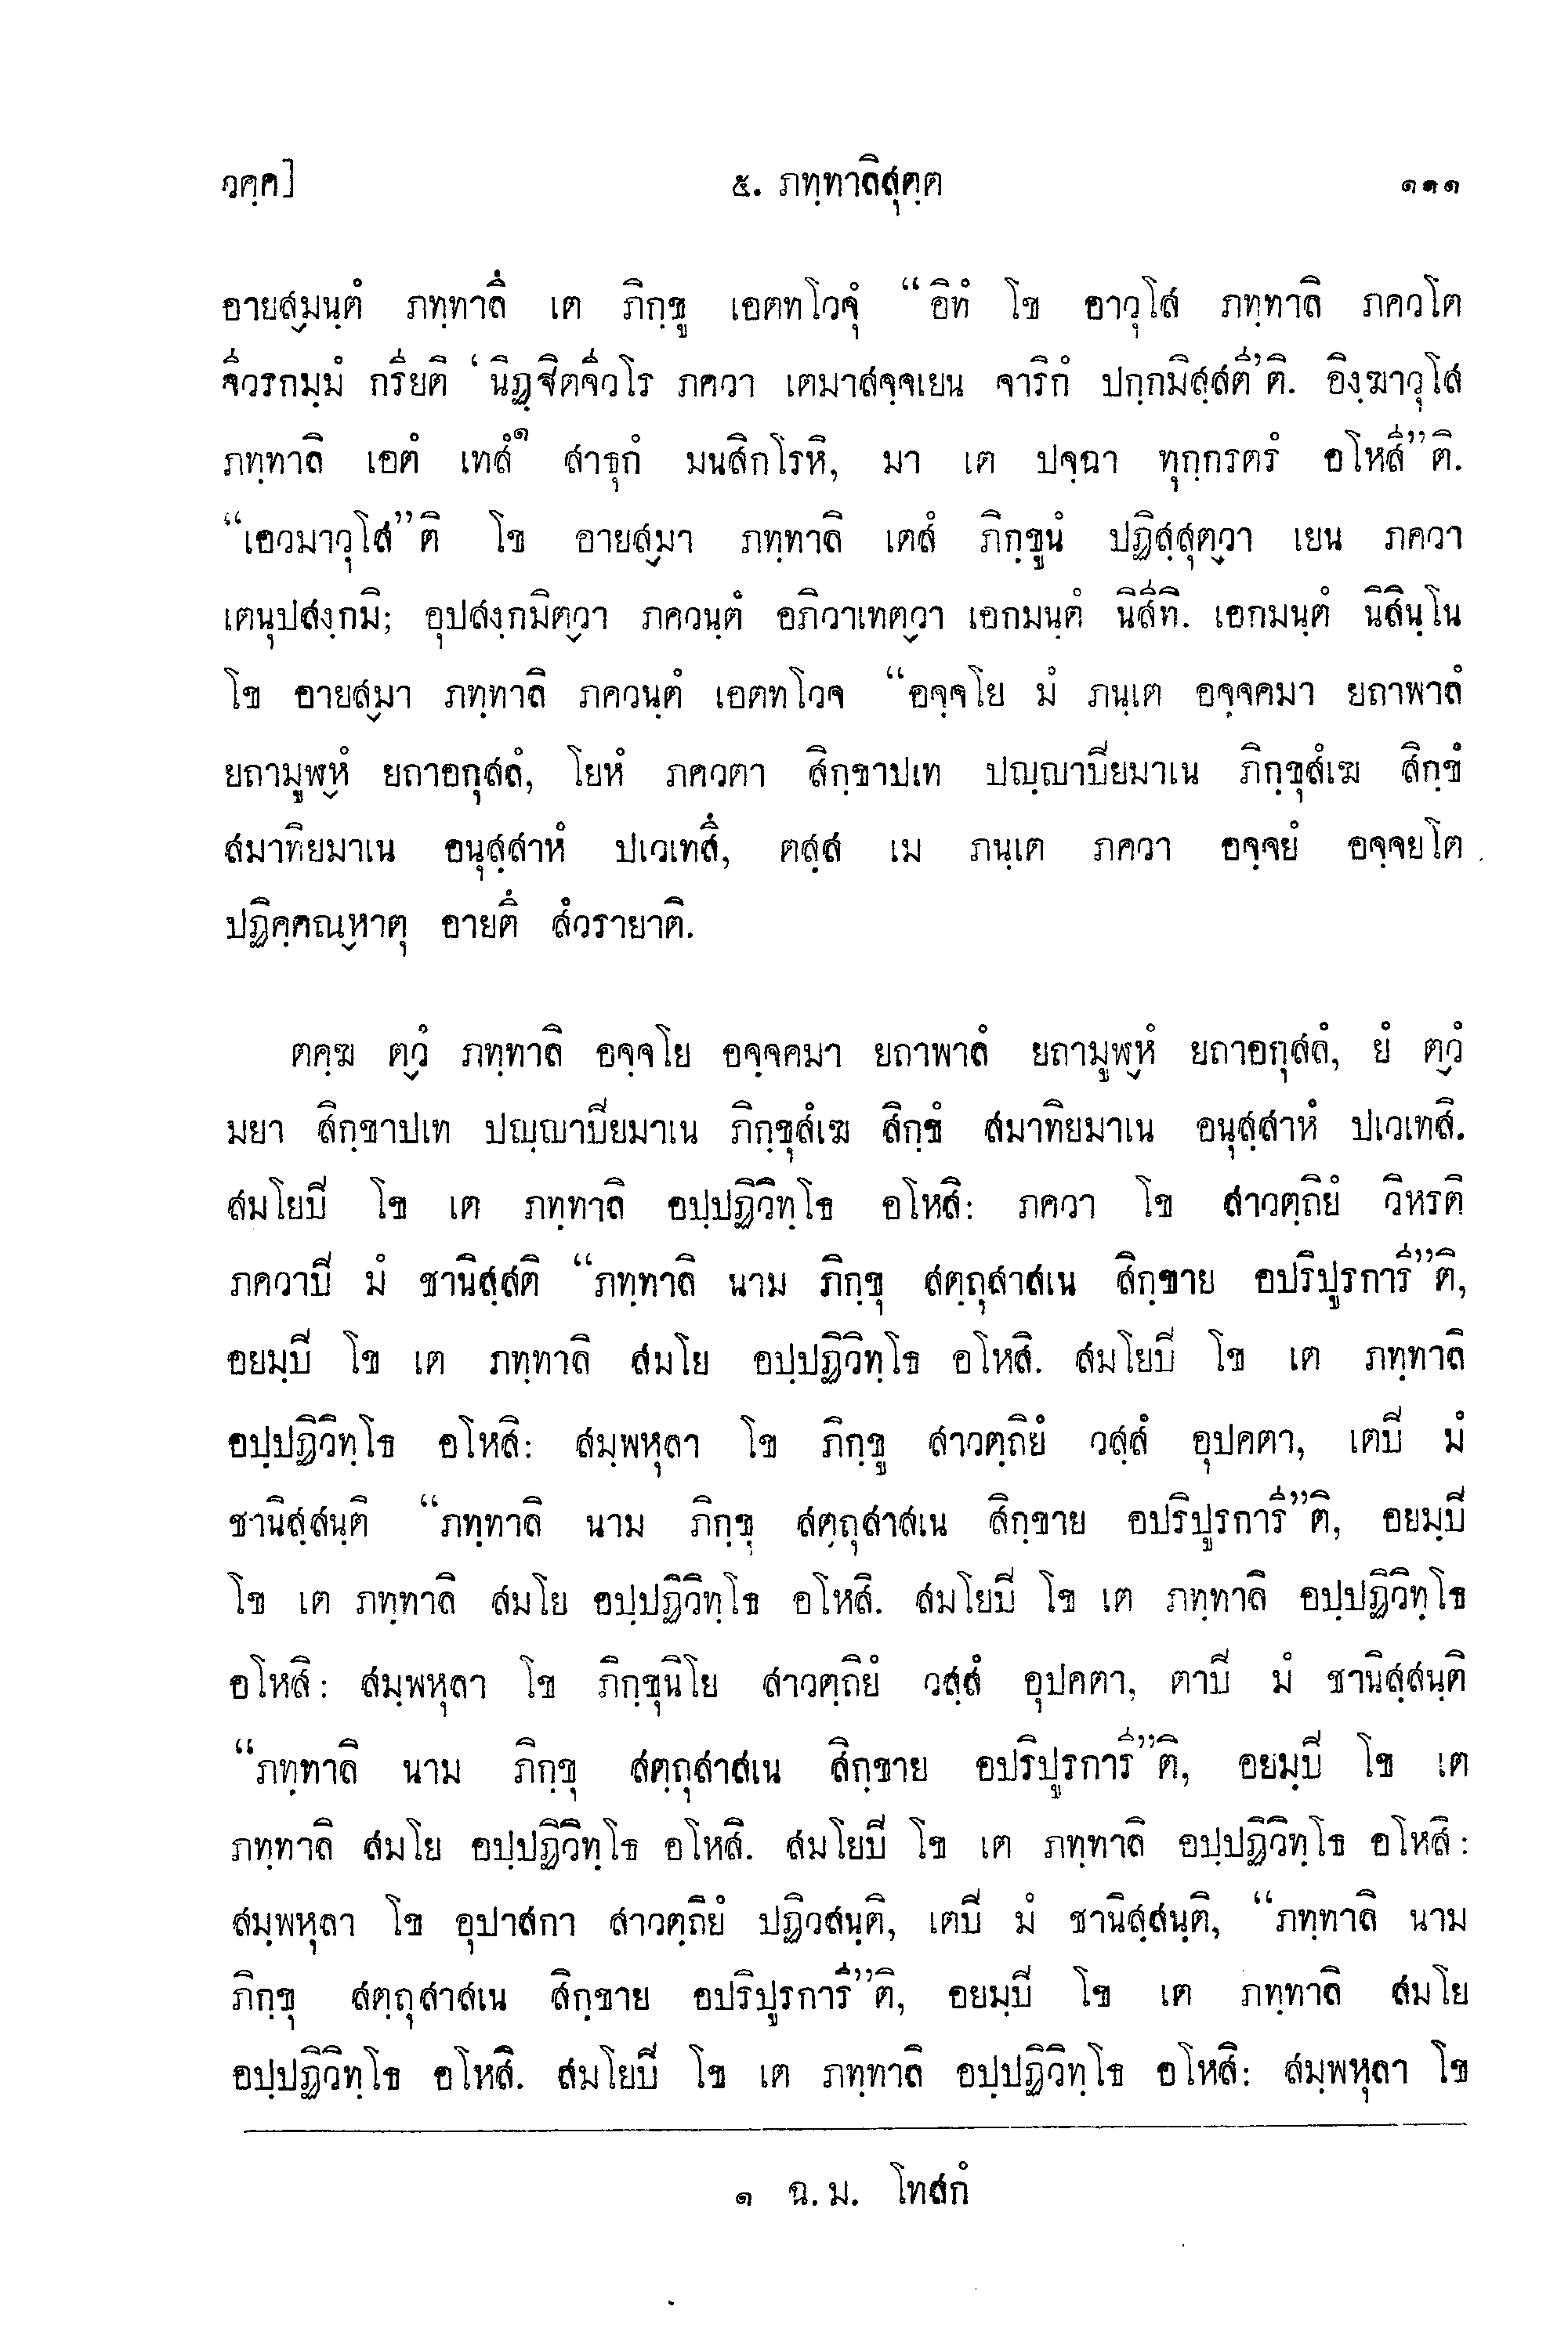 วคฺค]
๕. ภทฺทาลิสุตฺต
๑๑๑
อายสฺมนฺตํ ภทฺทาลึ เต ภิกฺขู เอตทโวจุํ “อิทํ โข อาวุโส ภทฺทาลิ ภควโต
จีวรกมฺมํ กรียติ ‘นิฏฺฐิตจีวโร ภควา เตมาสจฺจเยน จาริกํ ปกฺกมิสฺสตี’ติ. อิงฺฆาวุโส
ภทฺทาลิ เอตํ เทสํ๑ สาธุกํ มนสิกโรหิ, มา เต ปจฺฉา ทุกฺกรตรํ อโหสี”ติ.
“เอวมาวุโส”ติ โข อายสฺมา ภทฺทาลิ เตสํ ภิกฺขูนํ ปฏิสฺสุตฺวา เยน ภควา
เตนุปสงฺกมิ; อุปสงฺกมิตฺวา ภควนฺตํ อภิวาเทตฺวา เอกมนฺตํ นิสีทิ. เอกมนฺตํ นิสินฺโน
โข อายสฺมา ภทฺทาลิ ภควนฺตํ เอตทโวจ “อจฺจโย มํ ภนฺเต อจฺจคมา ยถาพาลํ
ยถามูฬฺหํ ยถาอกุสลํ, โยหํ ภควตา สิกฺขาปเท ปญฺญาปียมาเน ภิกฺขุสํเฆ สิกฺขํ
สมาทิยมาเน อนุสฺสาหํ ปเวเทสึ, ตสฺส เม ภนฺเต ภควา อจฺจยํ อจฺจยโต
ปฏิคฺคณฺหาตุ อายตึ สํวรายาติ.
ตคฺฆ ตฺวํ ภทฺทาลิ อจฺจโย อจฺจคมา ยถาพาลํ ยถามูฬฺหํ ยถาอกุสลํ, ยํ ตฺวํ
มยา สิกฺขาปเท ปญฺญาปียมาเน ภิกฺขุสํเฆ สิกฺขํ สมาทิยมาเน อนุสฺสาหํ ปเวเทสิ.
สมโยปี โข เต ภทฺทาลิ อปฺปฏิวิทฺโธ อโหสิ: ภควา โข สาวตฺถิยํ วิหรติ
ภควาปี มํ ชานิสฺสติ “ภทฺทาลิ นาม ภิกฺขุ สตฺถุสาสเน สิกฺขาย อปริปูรการี”ติ,
อยมฺปี โข เต ภทฺทาลิ สมโย อปฺปฏิวิทฺโธ อโหสิ. สมโยปี โข เต ภทฺทาลิ
อปฺปฏิวิทฺโธ อโหสิ: สมฺพหุลา โข ภิกฺขู สาวตฺถิยํ วสฺสํ อุปคตา, เตปี มํ
ชานิสฺสนฺติ “ภทฺทาลิ นาม ภิกฺขุ สตฺถุสาสเน สิกฺขาย อปริปูรการี”ติ, อยมฺปี
โข เต ภทฺทาลิ สมโย อปฺปฏิวิทฺโธ อโหสิ. สมโยปี โข เต ภทฺทาลิ อปฺปฏิวิทฺโธ
อโหสิ: สมฺพหุลา โข ภิกฺขุนิโย สาวตฺถิยํ วสฺสํ อุปคตา, ตาปี มํ ชานิสฺสนฺติ
“ภทฺทาลิ นาม ภิกฺขุ สตฺถุสาสเน สิกฺขาย อปริปูรการี”ติ, อยมฺปี โข เต
ภทฺทาลิ สมโย อปฺปฏิวิทฺโธ อโหสิ. สมโยปี โข เต ภทฺทาลิ อปฺปฏิวิทฺโธ อโหสิ:
สมฺพหุลา โข อุปาสกา สาวตฺถิยํ ปฏิวสนฺติ, เตปี มํ ชานิสฺสนฺติ, “ภทฺทาลิ นาม
ภิกฺขุ สตฺถุสาสเน สิกฺขาย อปริปูรการี”ติ, อยมฺปี โข เต ภทฺทาลิ สมโย
อปฺปฏิวิทฺโธ อโหสิ. สมโยปี โข เต ภทฺทาลิ อปฺปฏิวิทฺโธ อโหสิ: สมฺพหุลา โข
๑ ฉ.ม. โทสกํ